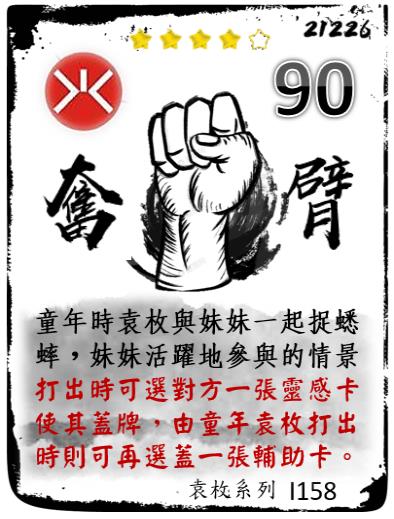 21226
90
奮臂
童年時袁枚與妹妹一起捉蟋
蟀，妹妹活躍地參與的情景
打出時可選對方一張靈感卡
使其蓋牌，由童年袁枚打出
時則可再選蓋一張輔助卡。
袁枚系列 I158